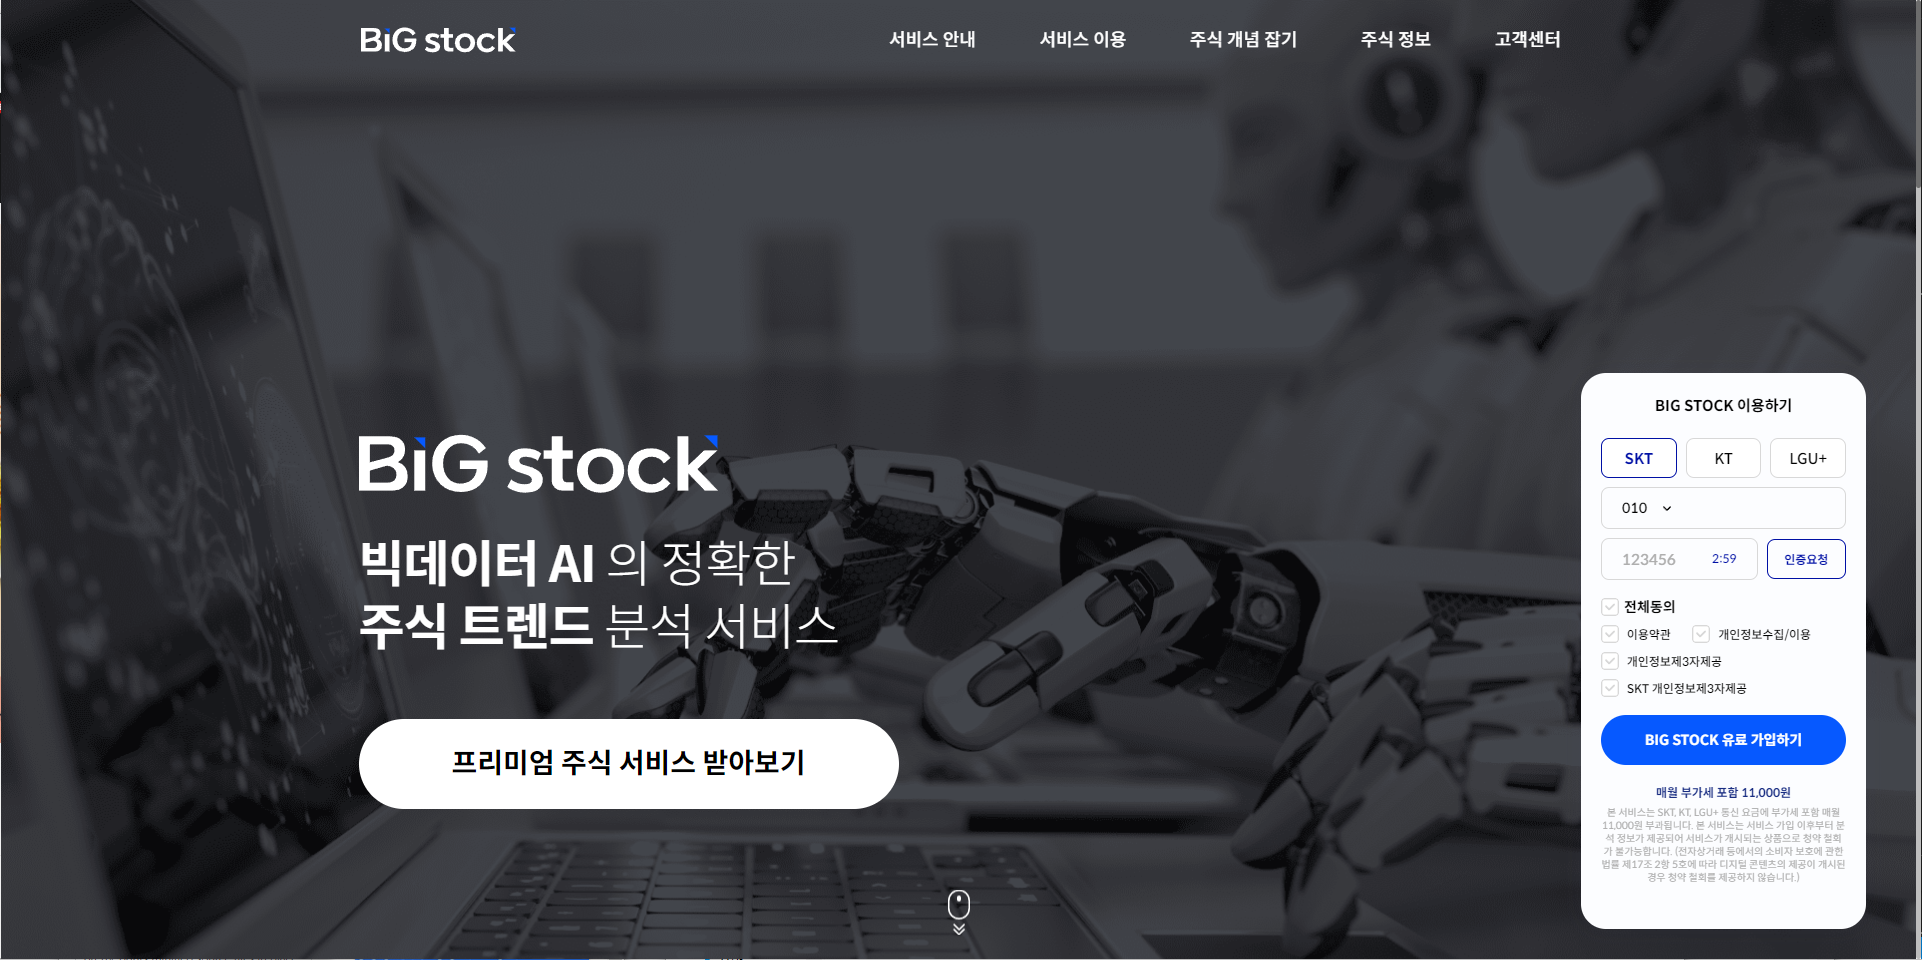 BiG stock
서비스 안내
서비스 이용
주식 개념 잡기
주식 정보
고객센터
BiG stock
빅데이터 AI 의 정확한
주식 트렌드 분석 서비스
프리미엄 주식 서비스 받아보기
BIG STOCK 이용하기
SKT
KT
LGU+
010
123456
2:59
인증요청
전체동의
이용약관
개인정보수집/이용
개인정보제3자제공
SKT 개인정보제3자제공
BIG STOCK 유료 가입하기
매월 부가세 포함 11,000원
본 서비스는 SKT, KT, LGU+ 통신 요금에 부가세 포함 매월
11,000원 부과됩니다. 본 서비스는 서비스 가입 이후부터 분
석 정보가 제공되어 서비스가 개시되는 상품으로 청약 철회
가 불가능합니다. (전자상거래 등에서의 소비자 보호에 관한
법률 제17조 2항 5호에 따라 디지털 콘텐츠의 제공이 개시된
경우 청약 철회를 제공하지 않습니다.)